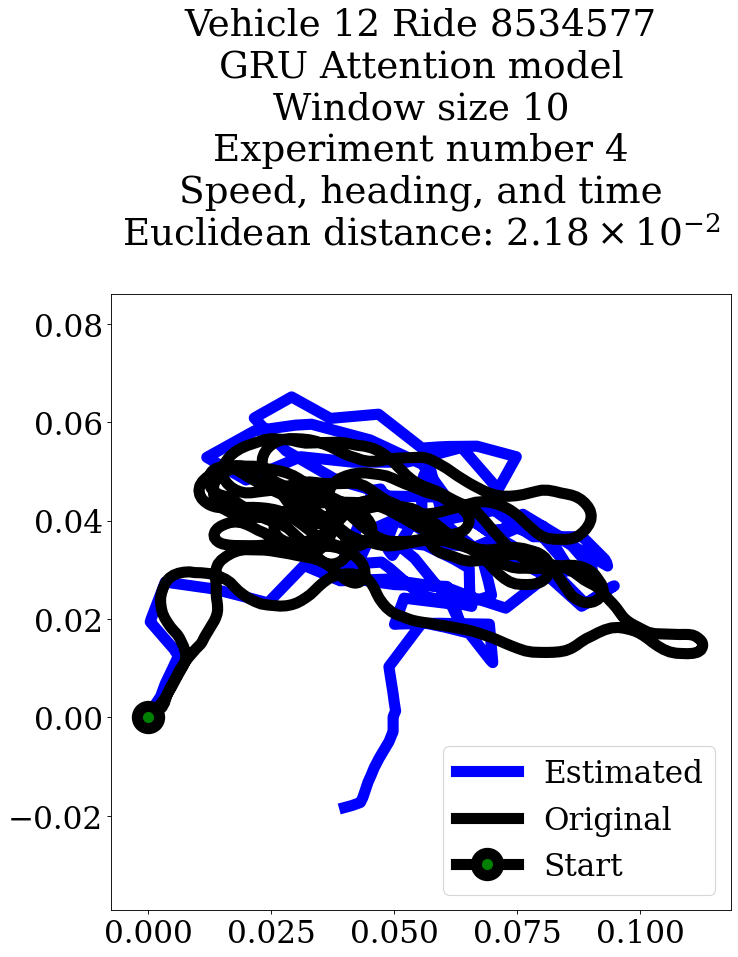 Vehicle 12 Ride 8534577
GRU Attention model
Window size 10
Experiment number 4
Speed, heading, and time
Euclidean distance: 2.18 × 10⁻²
0.08
0.06
0.04
0.02
0.00
−0.02
0.000 0.025 0.050 0.075 0.100
Estimated
Original
Start